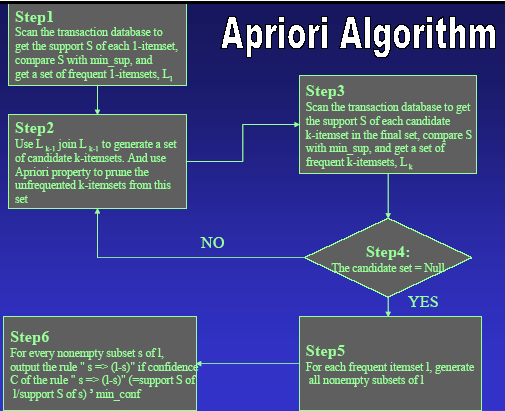 Apriori Algorithm
Step1
Scan the transaction database to
get the support S of each 1-itemset,
compare S with min_sup, and
get a set of frequent 1-itemsets, L1
Step2
Use Lk-1 join Lk-1 to generate a set
of candidate k-itemsets. And use
Apriori property to prune the
unfrequented k-itemsets from this
set
Step3
Scan the transaction database to get
the support S of each candidate
k-itemset in the final set, compare S
with min_sup, and get a set of
frequent k-itemsets, Lk
Step4:
The candidate set = Null
NO
YES
Step5
For each frequent itemset l, generate
all nonempty subsets of l
Step6
For every nonempty subset s of l,
output the rule " s => (l-s)" if confidence
C of the rule " s => (l-s)" (=support S of
l/support S of s) ³ min_conf